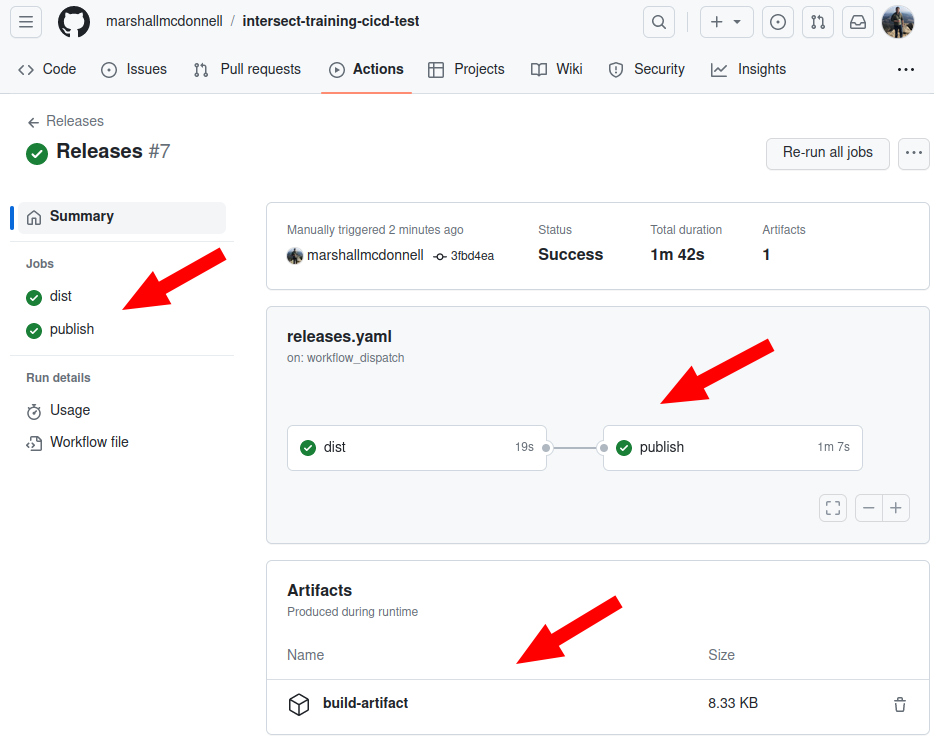 marshallmcdonnell / intersect-training-cicd-test
Code Issues Pull requests Actions Projects Wiki Security Insights
Releases
Releases #7
Re-run all jobs
Summary
Jobs
dist
publish
Run details
Usage
Workflow file
Manually triggered 2 minutes ago Status Total duration Artifacts
marshallmcdonnell 3fbd4ea Success 1m 42s 1
releases.yaml
on: workflow_dispatch
dist 19s publish 1m 7s
Artifacts
Produced during runtime
Name Size
build-artifact 8.33 KB